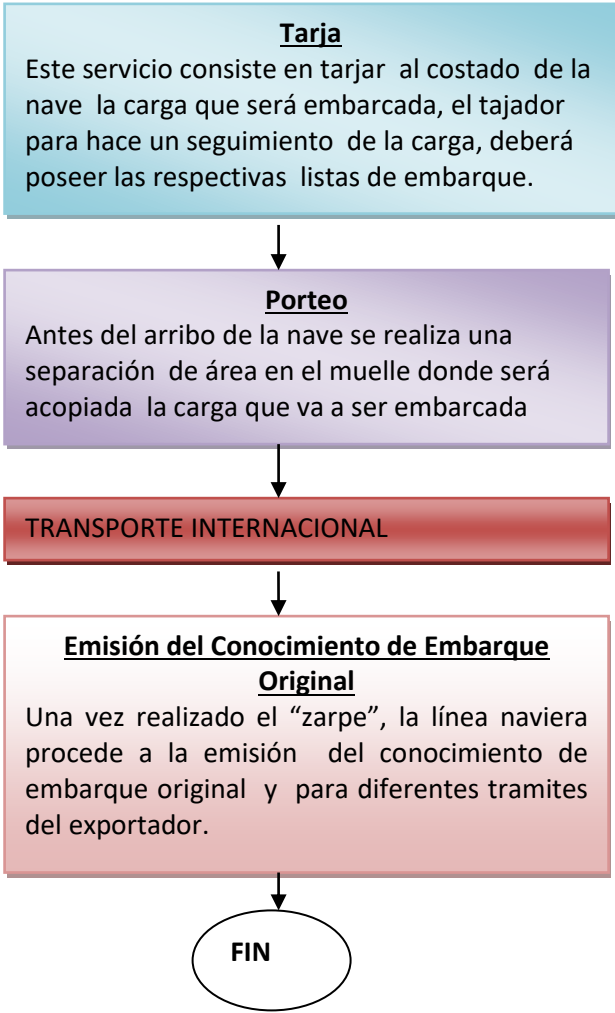 Tarja
Este servicio consiste en tarjar al costado de la
nave la carga que será embarcada, el tajador
para hace un seguimiento de la carga, deberá
poseer las respectivas listas de embarque.
Porteo
Antes del arribo de la nave se realiza una
separación de área en el muelle donde será
acopiada la carga que va a ser embarcada
TRANSPORTE INTERNACIONAL
Emisión del Conocimiento de Embarque
Original
Una vez realizado el “zarpe”, la línea naviera
procede a la emisión del conocimiento de
embarque original y para diferentes tramites
del exportador.
FIN